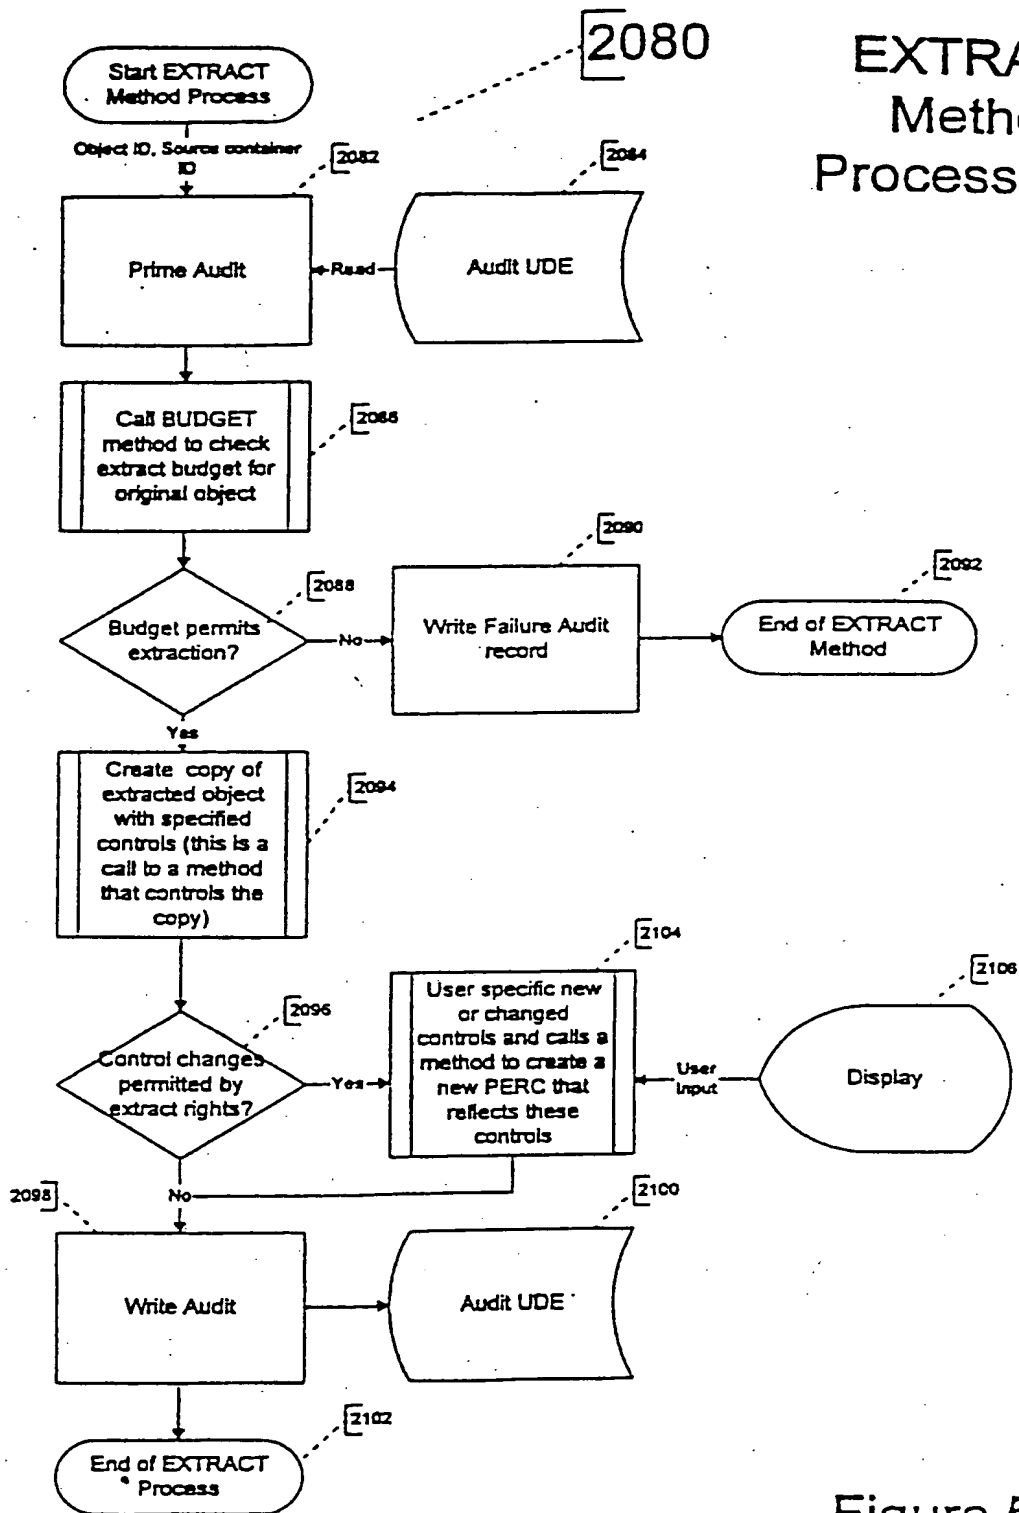 2080
EXTRA
Metho
Process
Start EXTRACT
Method Process
Object ID, Source container
ID
2082
2084
Prime Audit
Read
Audit UDE
Call BUDGET
method to check
extract budget for
original object
2086
2088
Budget permits
extraction?
No
2090
Write Failure Audit
record
2092
End of EXTRACT
Method
Yes
Create copy of
extracted object
with specified
controls (this is a
call to a method
that controls the
copy)
2094
2096
Control changes
permitted by
extract rights?
Yes
2104
User specific new
or changed
controls and calls a
method to create a
new PERC that
reflects these
controls
User
Input
2106
Display
No
2098
Write Audit
2100
Audit UDE
2102
End of EXTRACT
Process
Figure 5